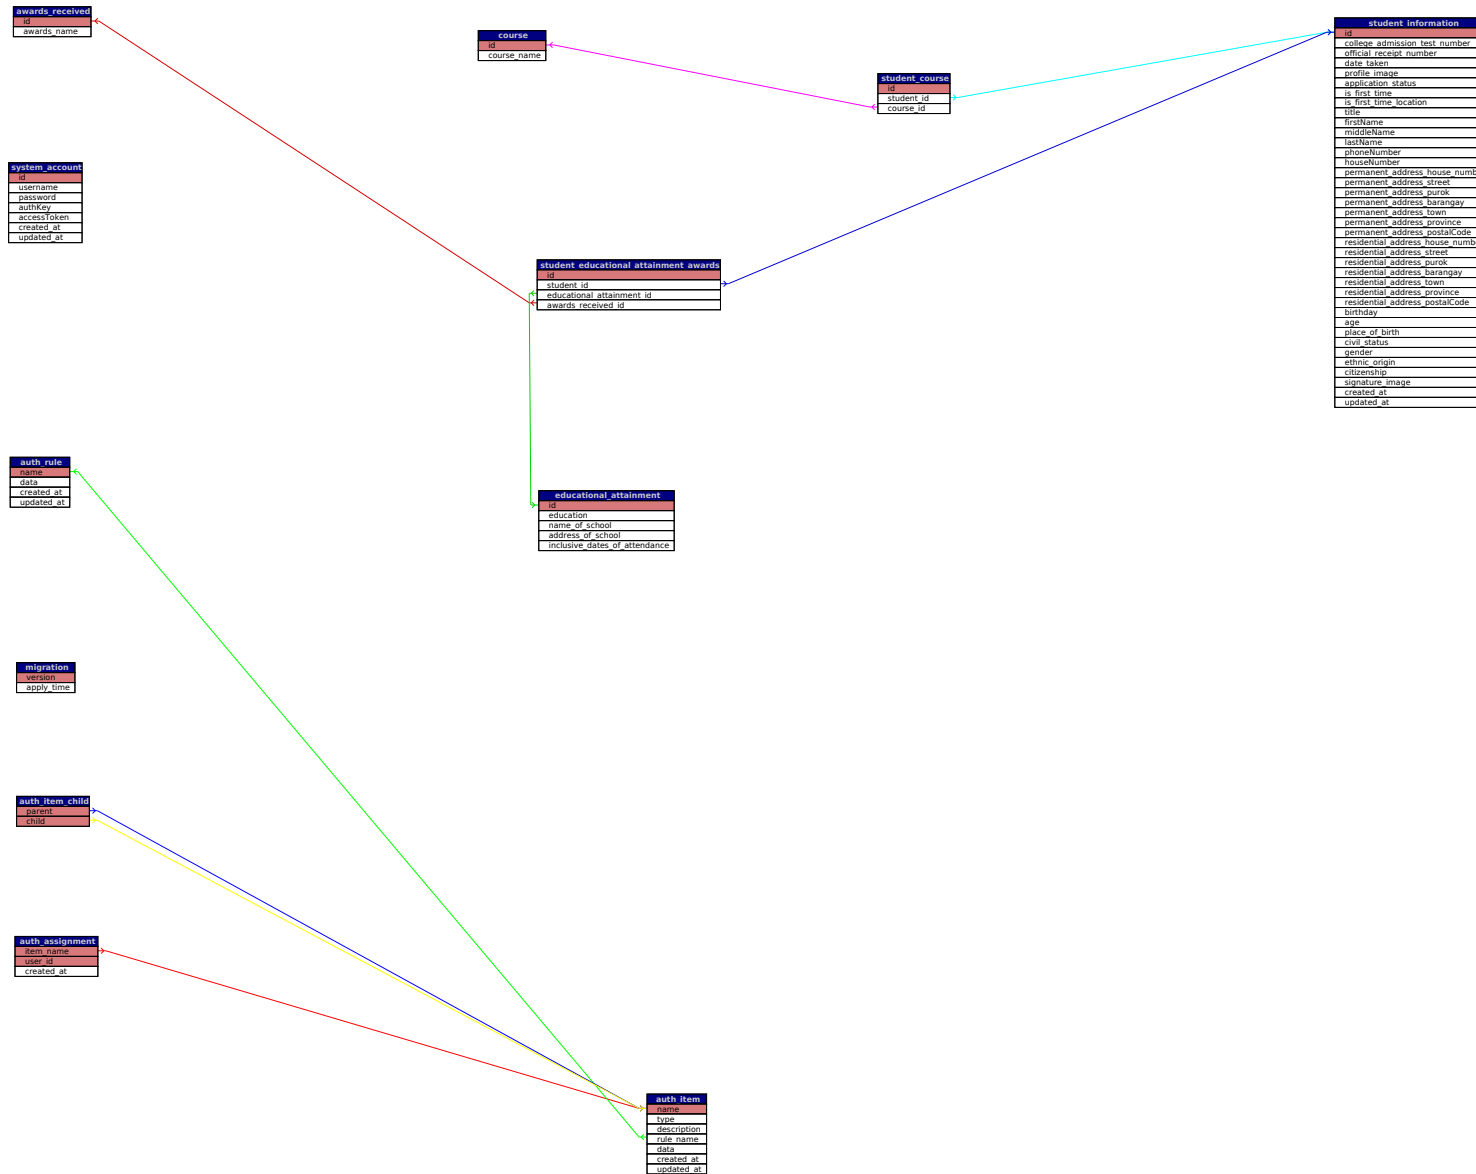 awards_received
id
awards_name
course
id
course_name
student_course
id
student_id
course_id
student_information
id
college_admission_test_number
official_receipt_number
date_taken
profile_image
application_status
is_first_time
is_first_time_location
title
firstName
middleName
lastName
phoneNumber
houseNumber
permanent_address_house_numb
permanent_address_street
permanent_address_purok
permanent_address_barangay
permanent_address_town
permanent_address_province
permanent_address_postalCode
residential_address_house_numb
residential_address_street
residential_address_purok
residential_address_barangay
residential_address_town
residential_address_province
residential_address_postalCode
birthday
age
place_of_birth
civil_status
gender
ethnic_origin
citizenship
signature_image
created_at
updated_at
system_account
id
username
password
authKey
accessToken
created_at
updated_at
student_educational_attainment_awards
id
student_id
educational_attainment_id
awards_received_id
auth_rule
name
data
created_at
updated_at
educational_attainment
id
education
name_of_school
address_of_school
inclusive_dates_of_attendance
migration
version
apply_time
auth_item_child
parent
child
auth_assignment
item_name
user_id
created_at
auth_item
name
type
description
rule_name
data
created_at
updated_at